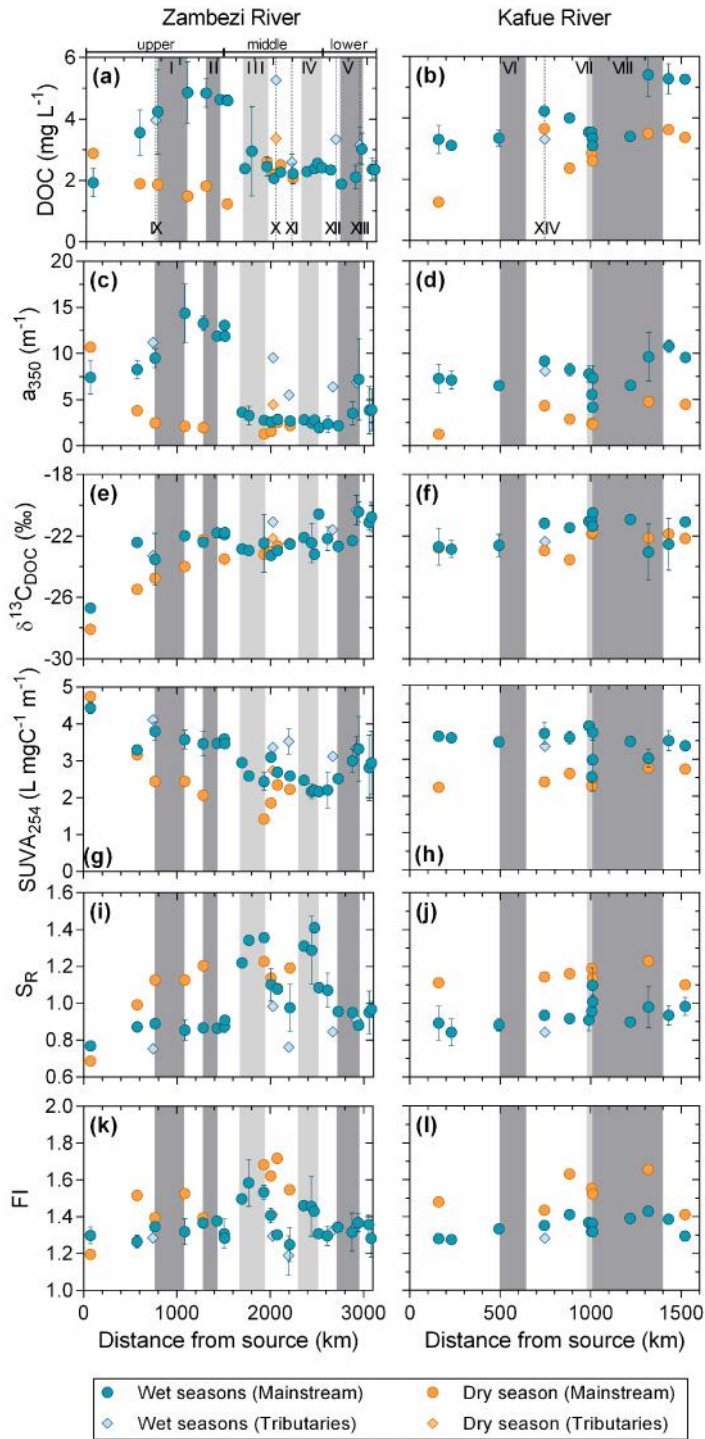 Zambezi River Kafue River
upper middle lower
(a) I II III IV V (b) VI VII VIII
6
4
2
0
DOC (mg L-1)
IX X XI XII XIII XIV
(c) (d)
20
15
10
5
0
a350 (m-1)
(e) (f)
-18
-22
-26
-30
δ13CDOC (‰)
5
4
3
2
1
0
SUVA254 (L mgC-1 m-1)
(g) (h)
(i) (j)
1.6
1.4
1.2
1.0
0.8
0.6
SR
(k) (l)
2.0
1.8
1.6
1.4
1.2
1.0
FI
0 1000 2000 3000 0 500 1000 1500
Distance from source (km) Distance from source (km)
Wet seasons (Mainstream) Dry season (Mainstream)
Wet seasons (Tributaries) Dry season (Tributaries)